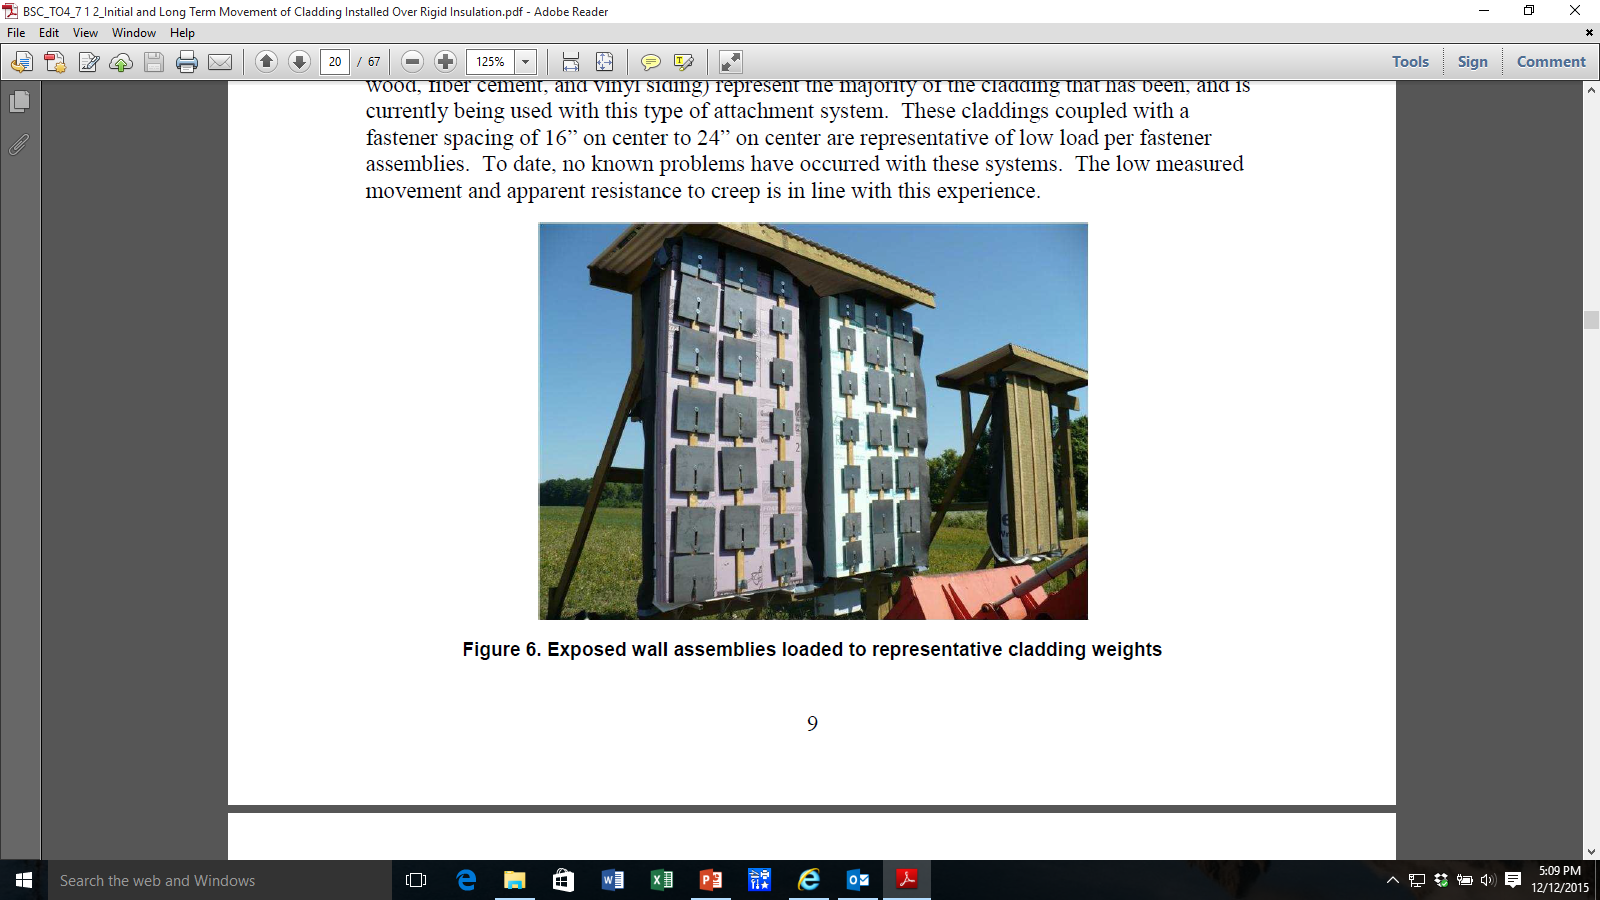 BSC_TO4_7 1 2_Initial and Long Term Movement of Cladding Installed Over Rigid Insulation.pdf - Adobe Reader
File Edit View Window Help
20 / 67 125% Tools Sign Comment
wood, fiber cement, and vinyl siding) represent the majority of the cladding that has been, and is
currently being used with this type of attachment system. These claddings coupled with a
fastener spacing of 16” on center to 24” on center are representative of low load per fastener
assemblies. To date, no known problems have occurred with these systems. The low measured
movement and apparent resistance to creep is in line with this experience.
Figure 6. Exposed wall assemblies loaded to representative cladding weights
9
Search the web and Windows
5:09 PM
12/12/2015